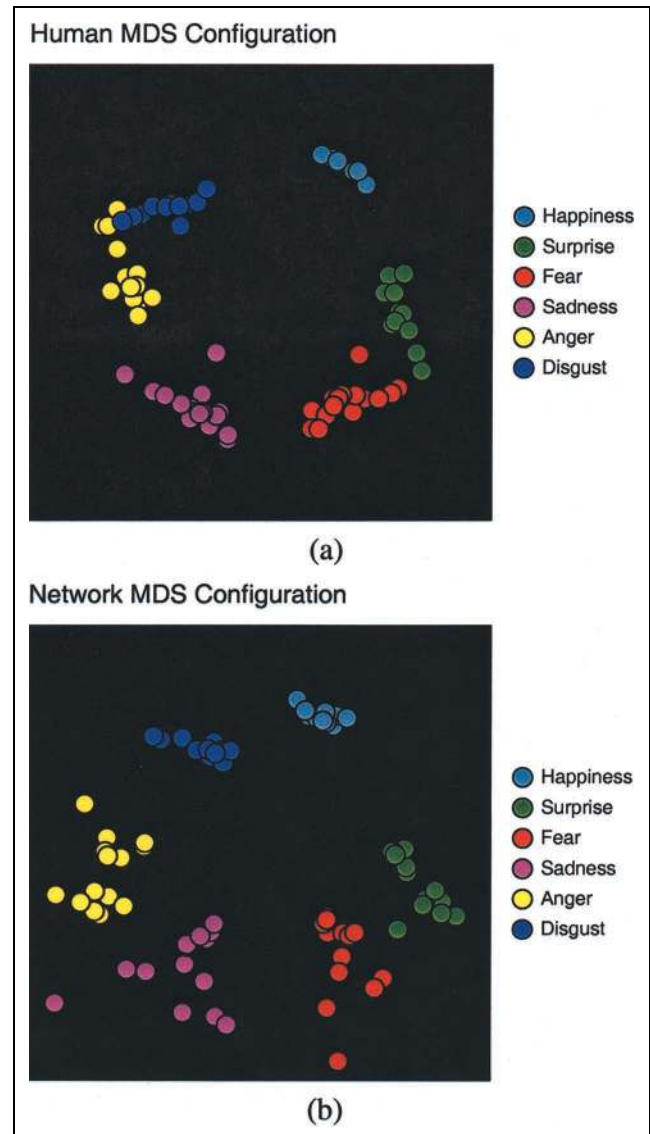 Human MDS Configuration
Happiness
Surprise
Fear
Sadness
Anger
Disgust
(a)
Network MDS Configuration
Happiness
Surprise
Fear
Sadness
Anger
Disgust
(b)